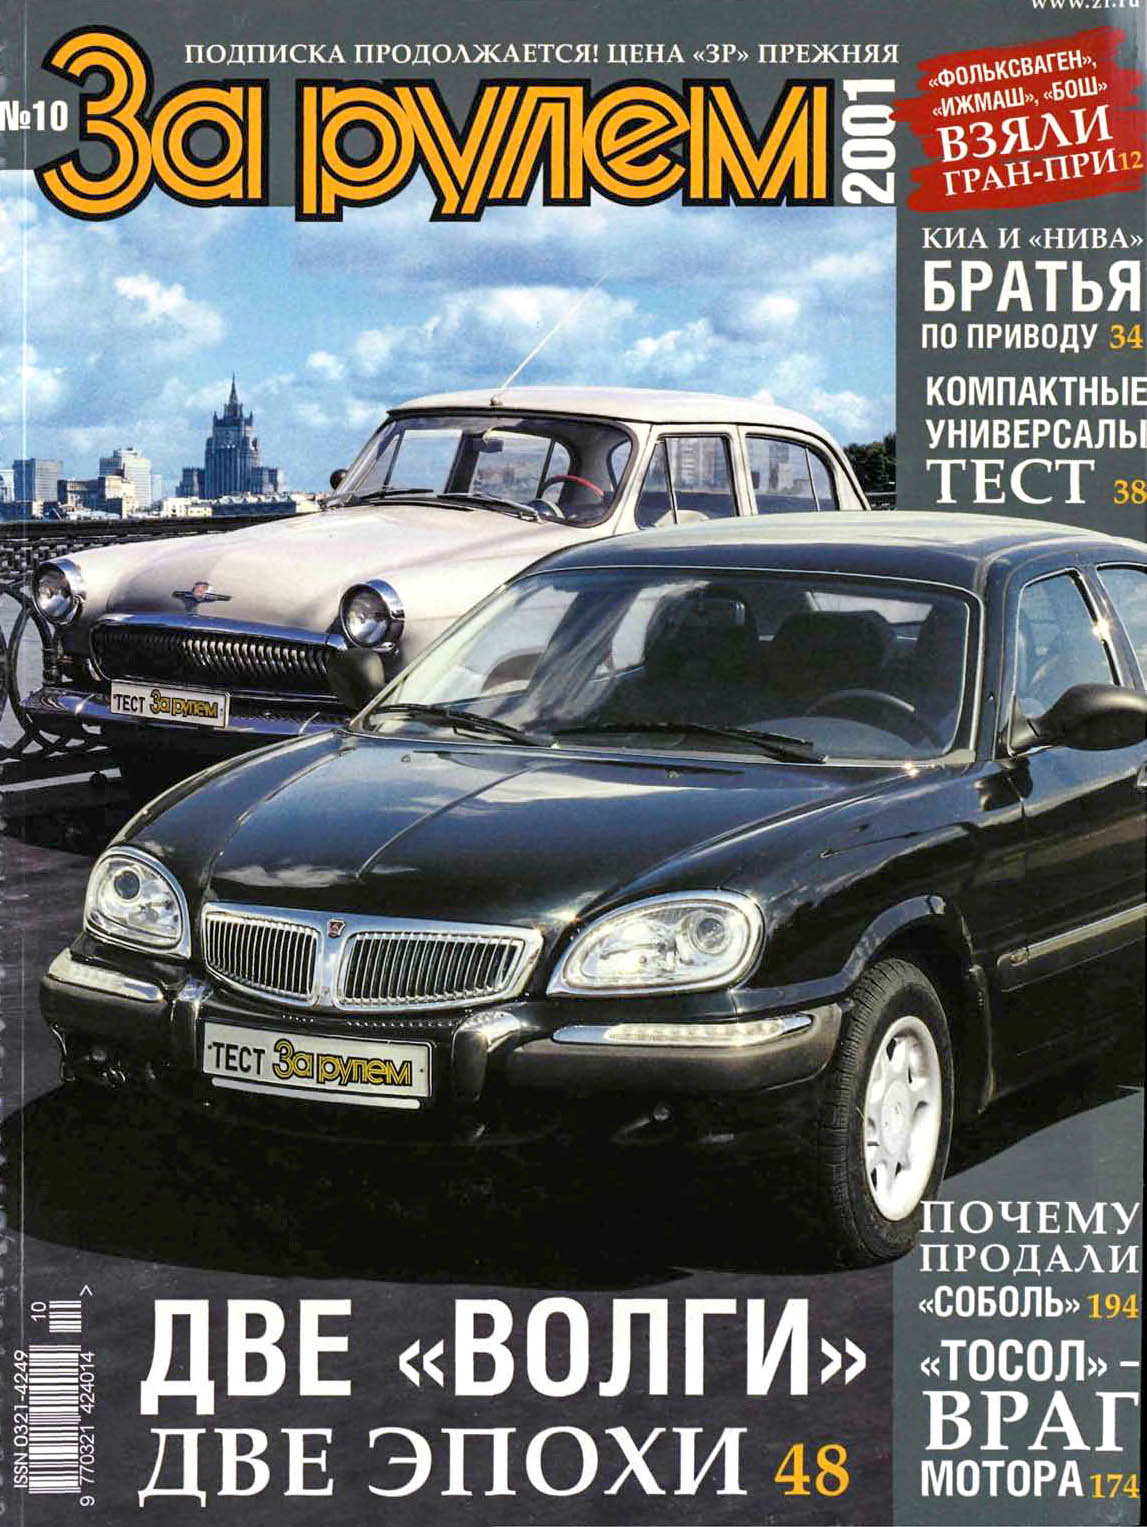 www.zr.ru
ПОДПИСКА ПРОДОЛЖАЕТСЯ! ЦЕНА «ЗР» ПРЕЖНЯЯ
№10
За рулем
2001
«ФОЛЬКСВАГЕН»,
«ИЖМАШ», «БОШ»
ВЗЯЛИ
ГРАН-ПРИ 12
КИА И «НИВА»
БРАТЬЯ
ПО ПРИВОДУ 34
КОМПАКТНЫЕ
УНИВЕРСАЛЫ
ТЕСТ 38
ТЕСТ За рулем
ТЕСТ За рулем
ПОЧЕМУ
ПРОДАЛИ
«СОБОЛЬ» 194
«ТОСОЛ» –
ВРАГ
МОТОРА 174
ДВЕ «ВОЛГИ»
ДВЕ ЭПОХИ 48
ISSN 0321-4249
10
9 770321 424014 >